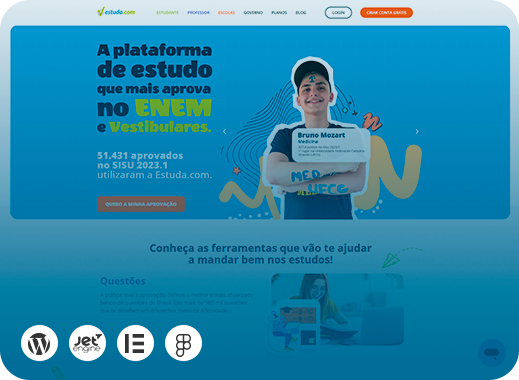 estuda.com
ESTUDANTE PROFESSOR ESCOLAS GOVERNO PLANOS BLOG LOGIN CRIAR CONTA GRÁTIS
A plataforma
de estudo
que mais aprova
no ENEM
e Vestibulares.
51.431 aprovados
no SISU 2023.1
utilizaram a Estuda.com.
QUERO A MINHA APROVAÇÃO
Bruno Mozart
Medicina
MED
UFCG
Conheça as ferramentas que vão te ajudar
a mandar bem nos estudos!
Questões
Jet
engine